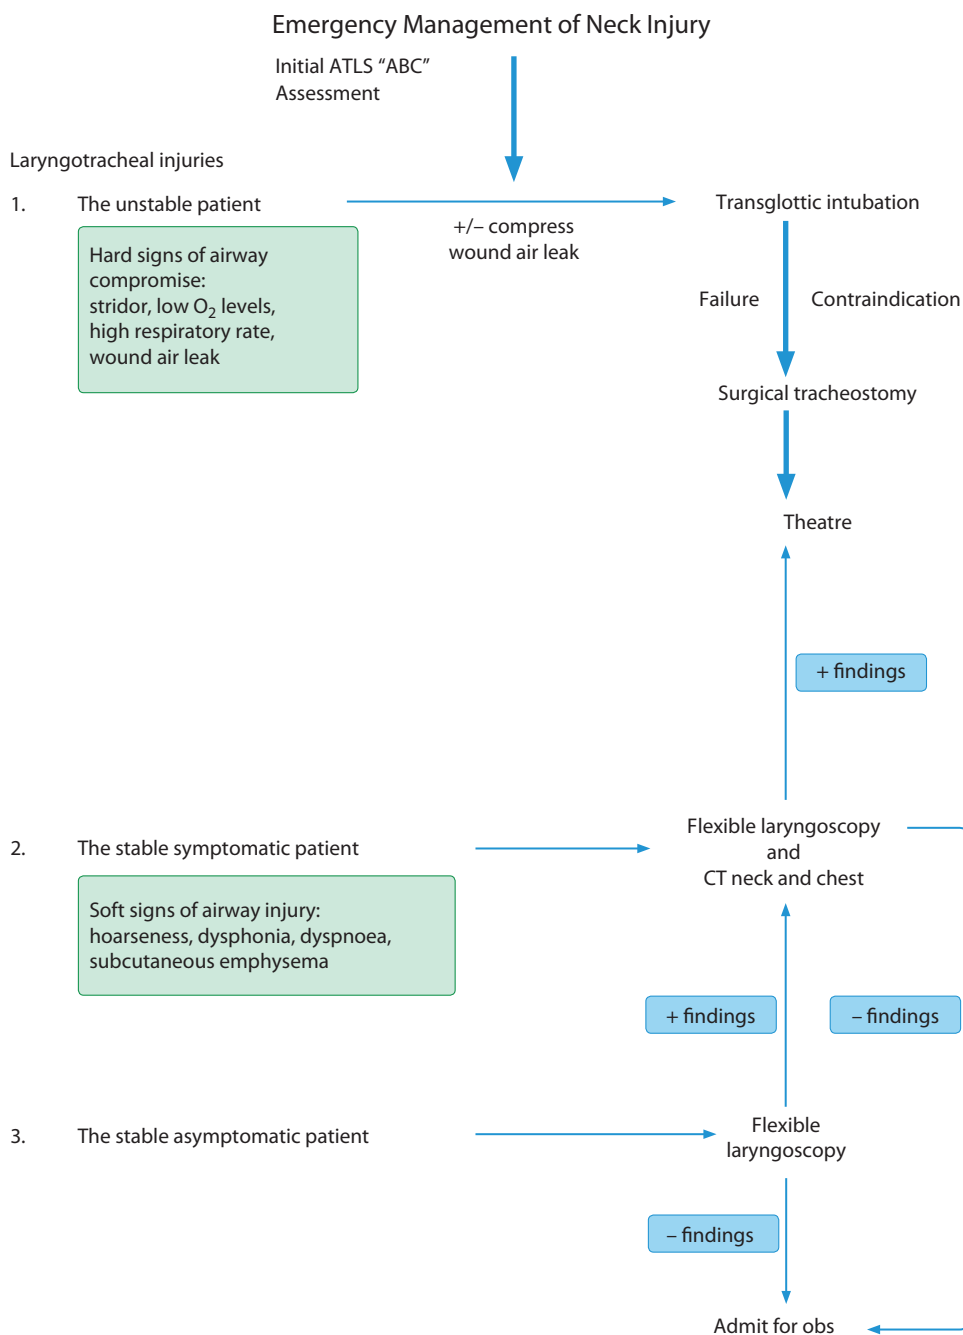 Emergency Management of Neck Injury
Initial ATLS “ABC”
Assessment
Laryngotracheal injuries
1. The unstable patient
+/– compress
wound air leak
Transglottic intubation
Hard signs of airway
compromise:
stridor, low O₂ levels,
high respiratory rate,
wound air leak
Failure
Contraindication
Surgical tracheostomy
Theatre
+ findings
2. The stable symptomatic patient
Flexible laryngoscopy
and
CT neck and chest
Soft signs of airway injury:
hoarseness, dysphonia, dyspnoea,
subcutaneous emphysema
+ findings
– findings
3. The stable asymptomatic patient
Flexible
laryngoscopy
– findings
Admit for obs